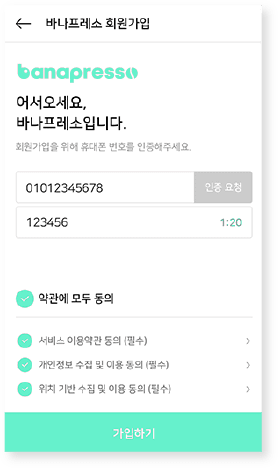 ← 바나프레소 회원가입
banapresso
어서오세요,
바나프레소입니다.
회원가입을 위해 휴대폰 번호를 인증해주세요.
01012345678 인증 요청
123456 1:20
약관에 모두 동의
서비스 이용약관 동의 (필수) >
개인정보 수집 및 이용 동의 (필수) >
위치 기반 수집 및 이용 동의 (필수) >
가입하기